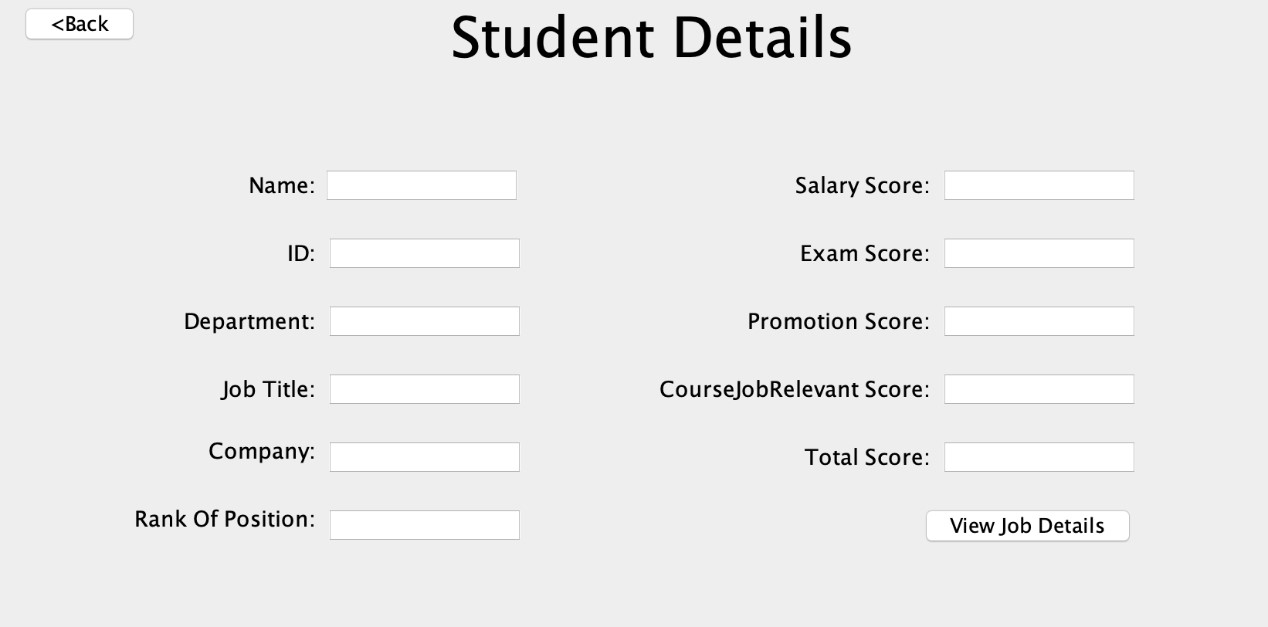 <Back
Student Details
Name:
Salary Score:
ID:
Exam Score:
Department:
Promotion Score:
Job Title:
CourseJobRelevant Score:
Company:
Total Score:
Rank Of Position:
View Job Details